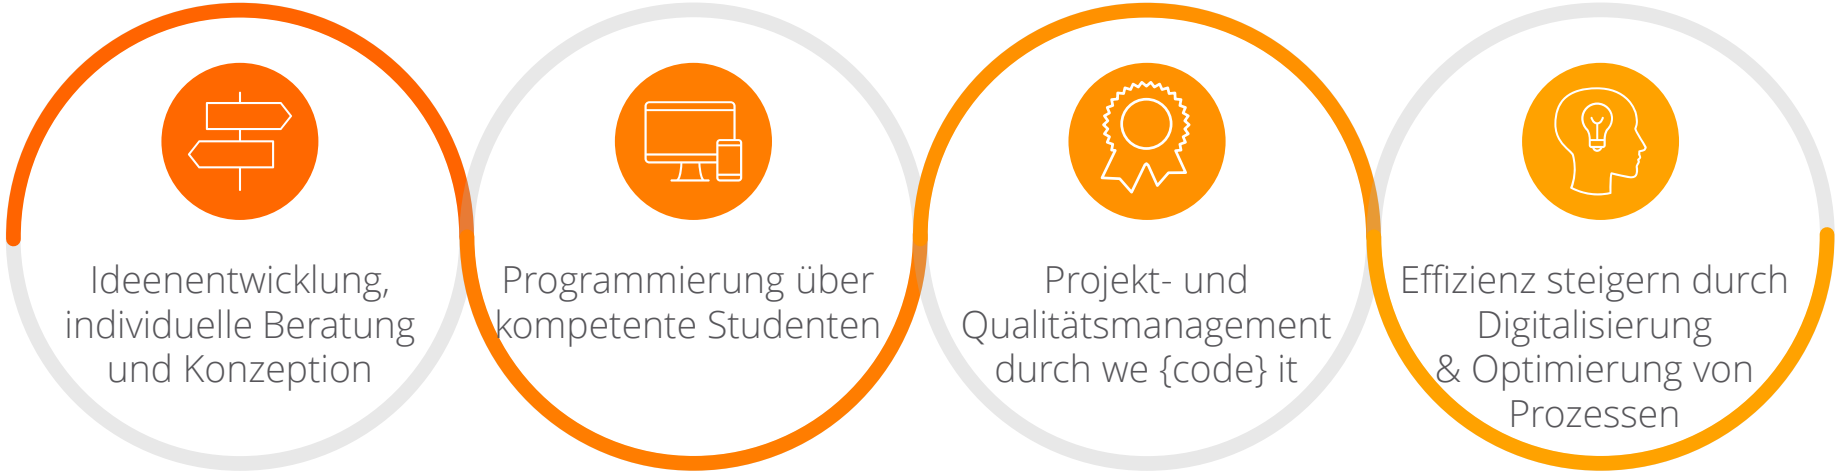 Ideenentwicklung,
individuelle Beratung
und Konzeption
Programmierung über
kompetente Studenten
Projekt- und
Qualitätsmanagement
durch we {code} it
Effizienz steigern durch
Digitalisierung
& Optimierung von
Prozessen